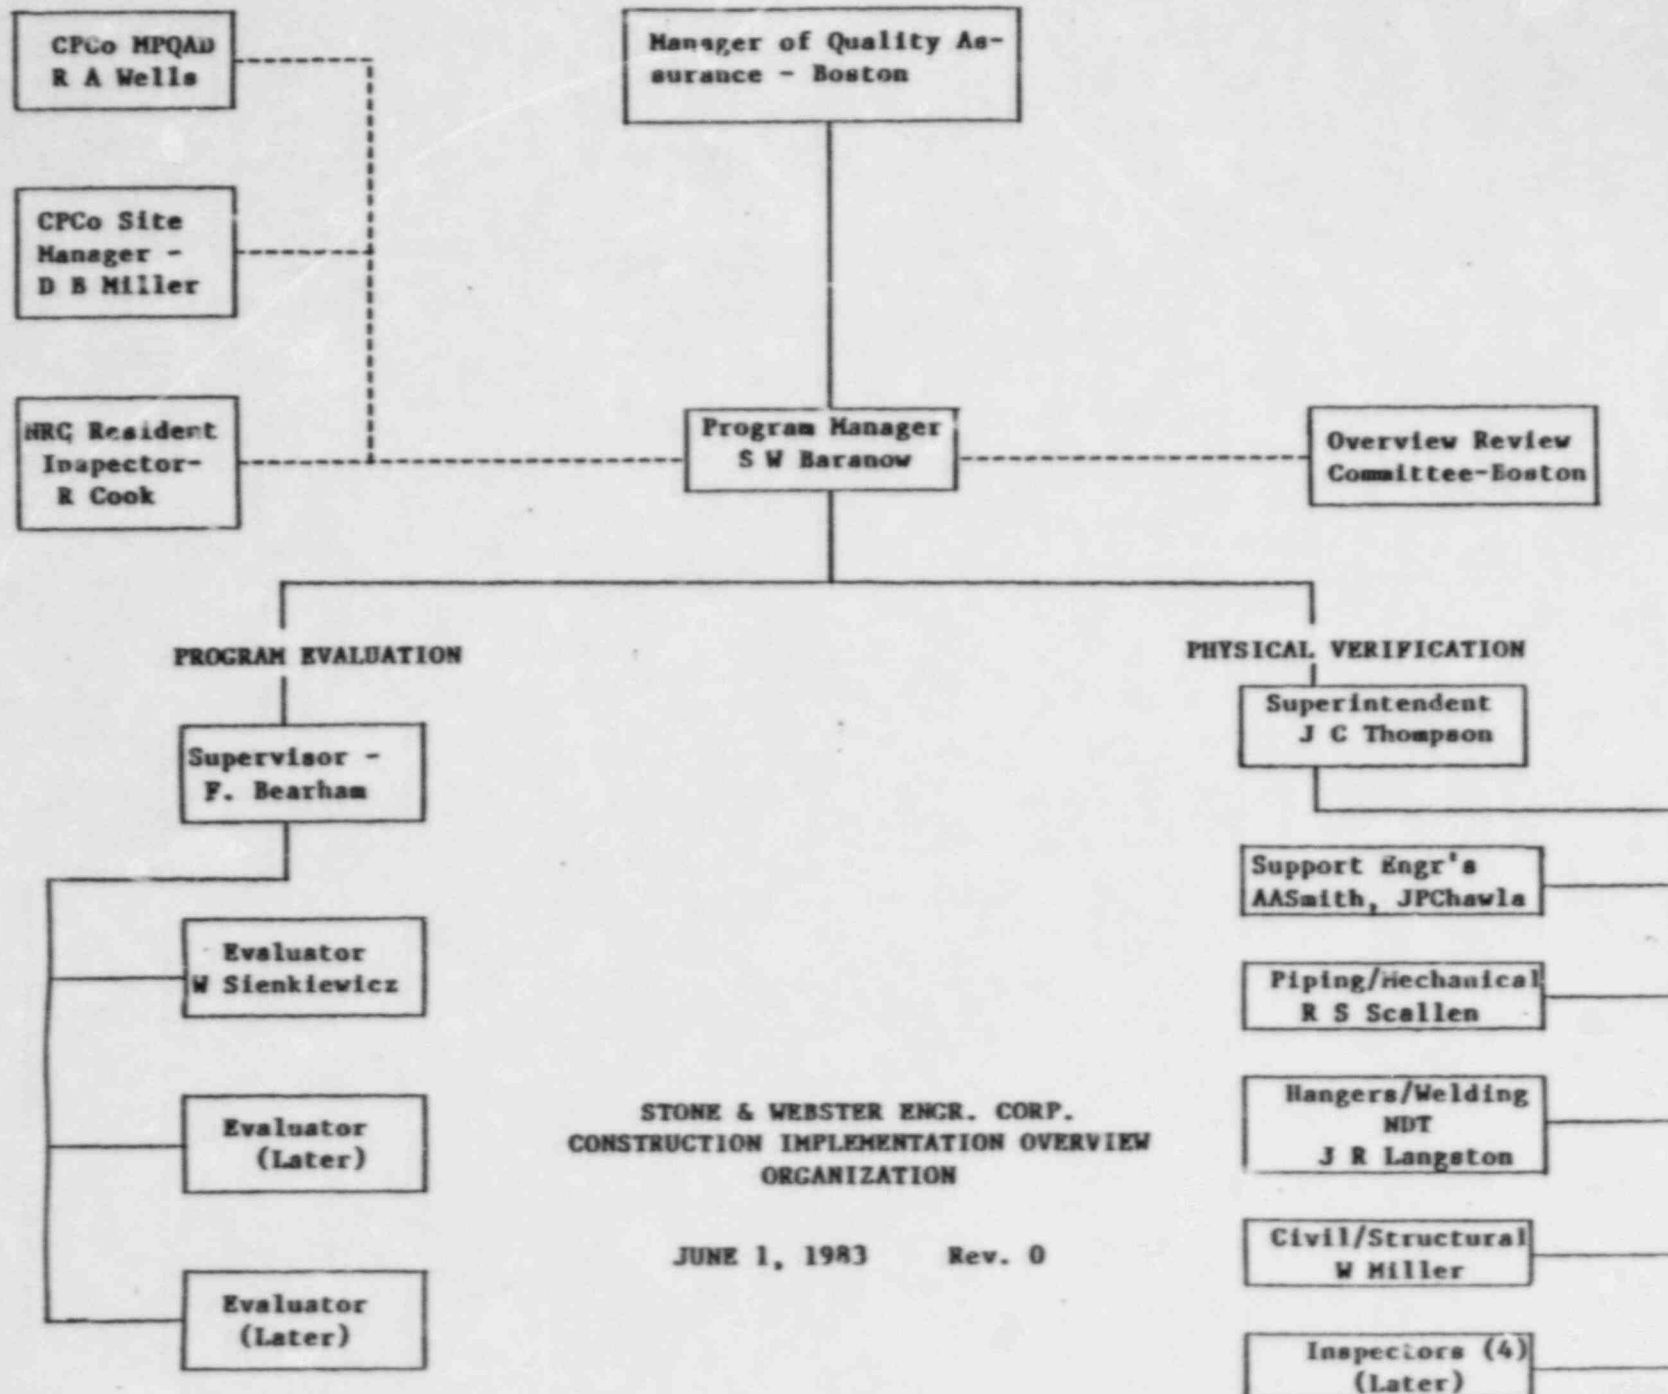 CPCo MPQAD
R A Wells
Manager of Quality As-
surance - Boston
CPCo Site
Manager -
D B Miller
NRC Resident
Inspector-
R Cook
Program Manager
S W Baranow
Overview Review
Committee-Boston
PROGRAM EVALUATION
PHYSICAL VERIFICATION
Supervisor -
F. Bearham
Superintendent
J C Thompson
Support Engr's
AASmith, JPChawla
Evaluator
W Sienkiewicz
Piping/Mechanical
R S Scallen
Hangers/Welding
NDT
J R Langston
Evaluator
(Later)
STONE & WEBSTER ENGR. CORP.
CONSTRUCTION IMPLEMENTATION OVERVIEW
ORGANIZATION
JUNE 1, 1983 Rev. 0
Civil/Structural
W Miller
Evaluator
(Later)
Inspectors (4)
(Later)